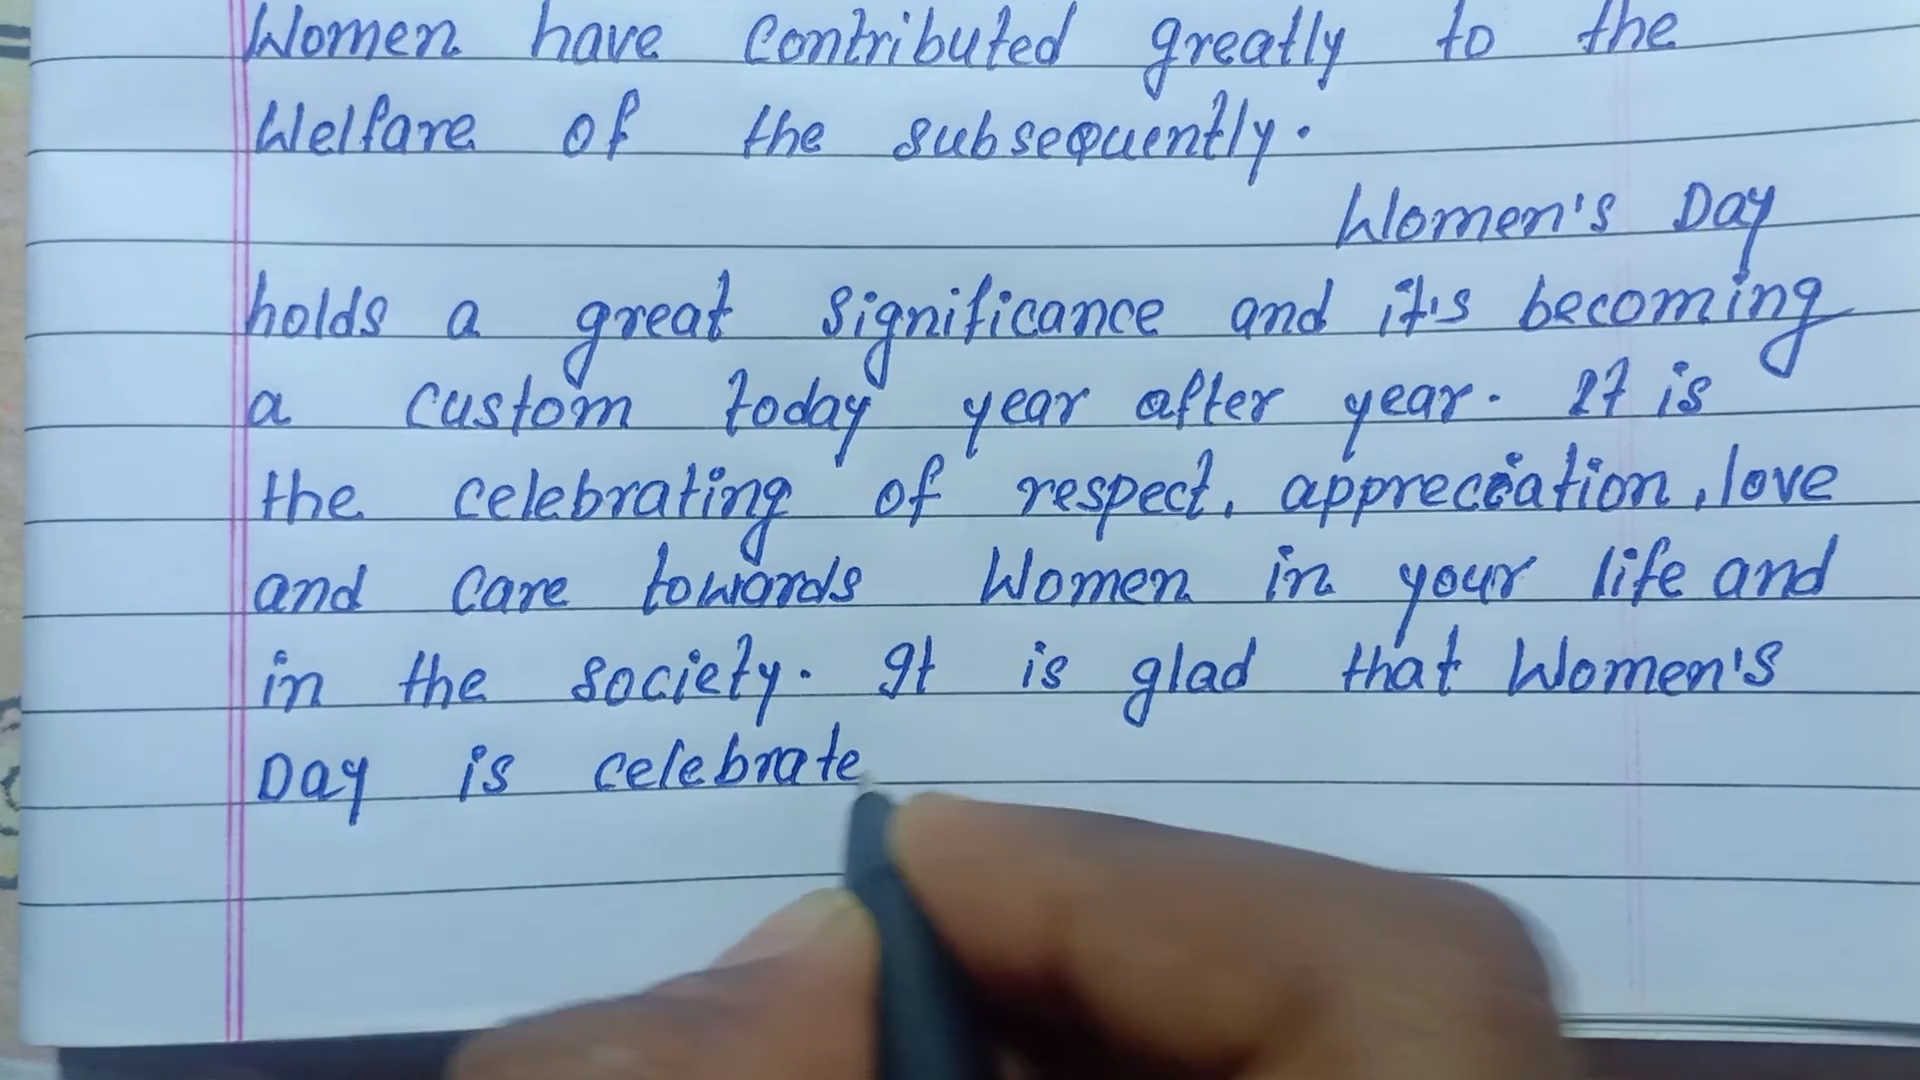 Women have contributed greatly to the
Welfare of the subsequently.
Women's Day
holds a great significance and it's becoming
a custom today year after year. It is
the celebrating of respect, appreciation, love
and care towards Women in your life and
in the society. It is glad that Women's
Day is celebrate